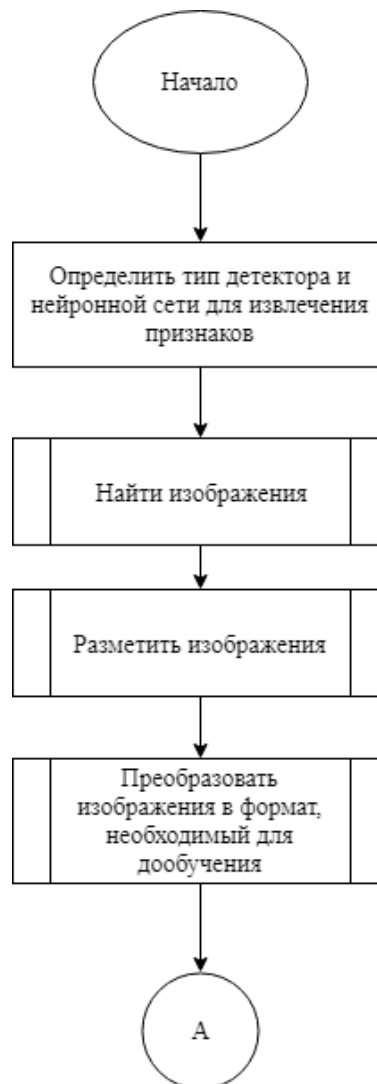 Начало
Определить тип детектора и
нейронной сети для извлечения
признаков
Найти изображения
Разметить изображения
Преобразовать
изображения в формат,
необходимый для
дообучения
А